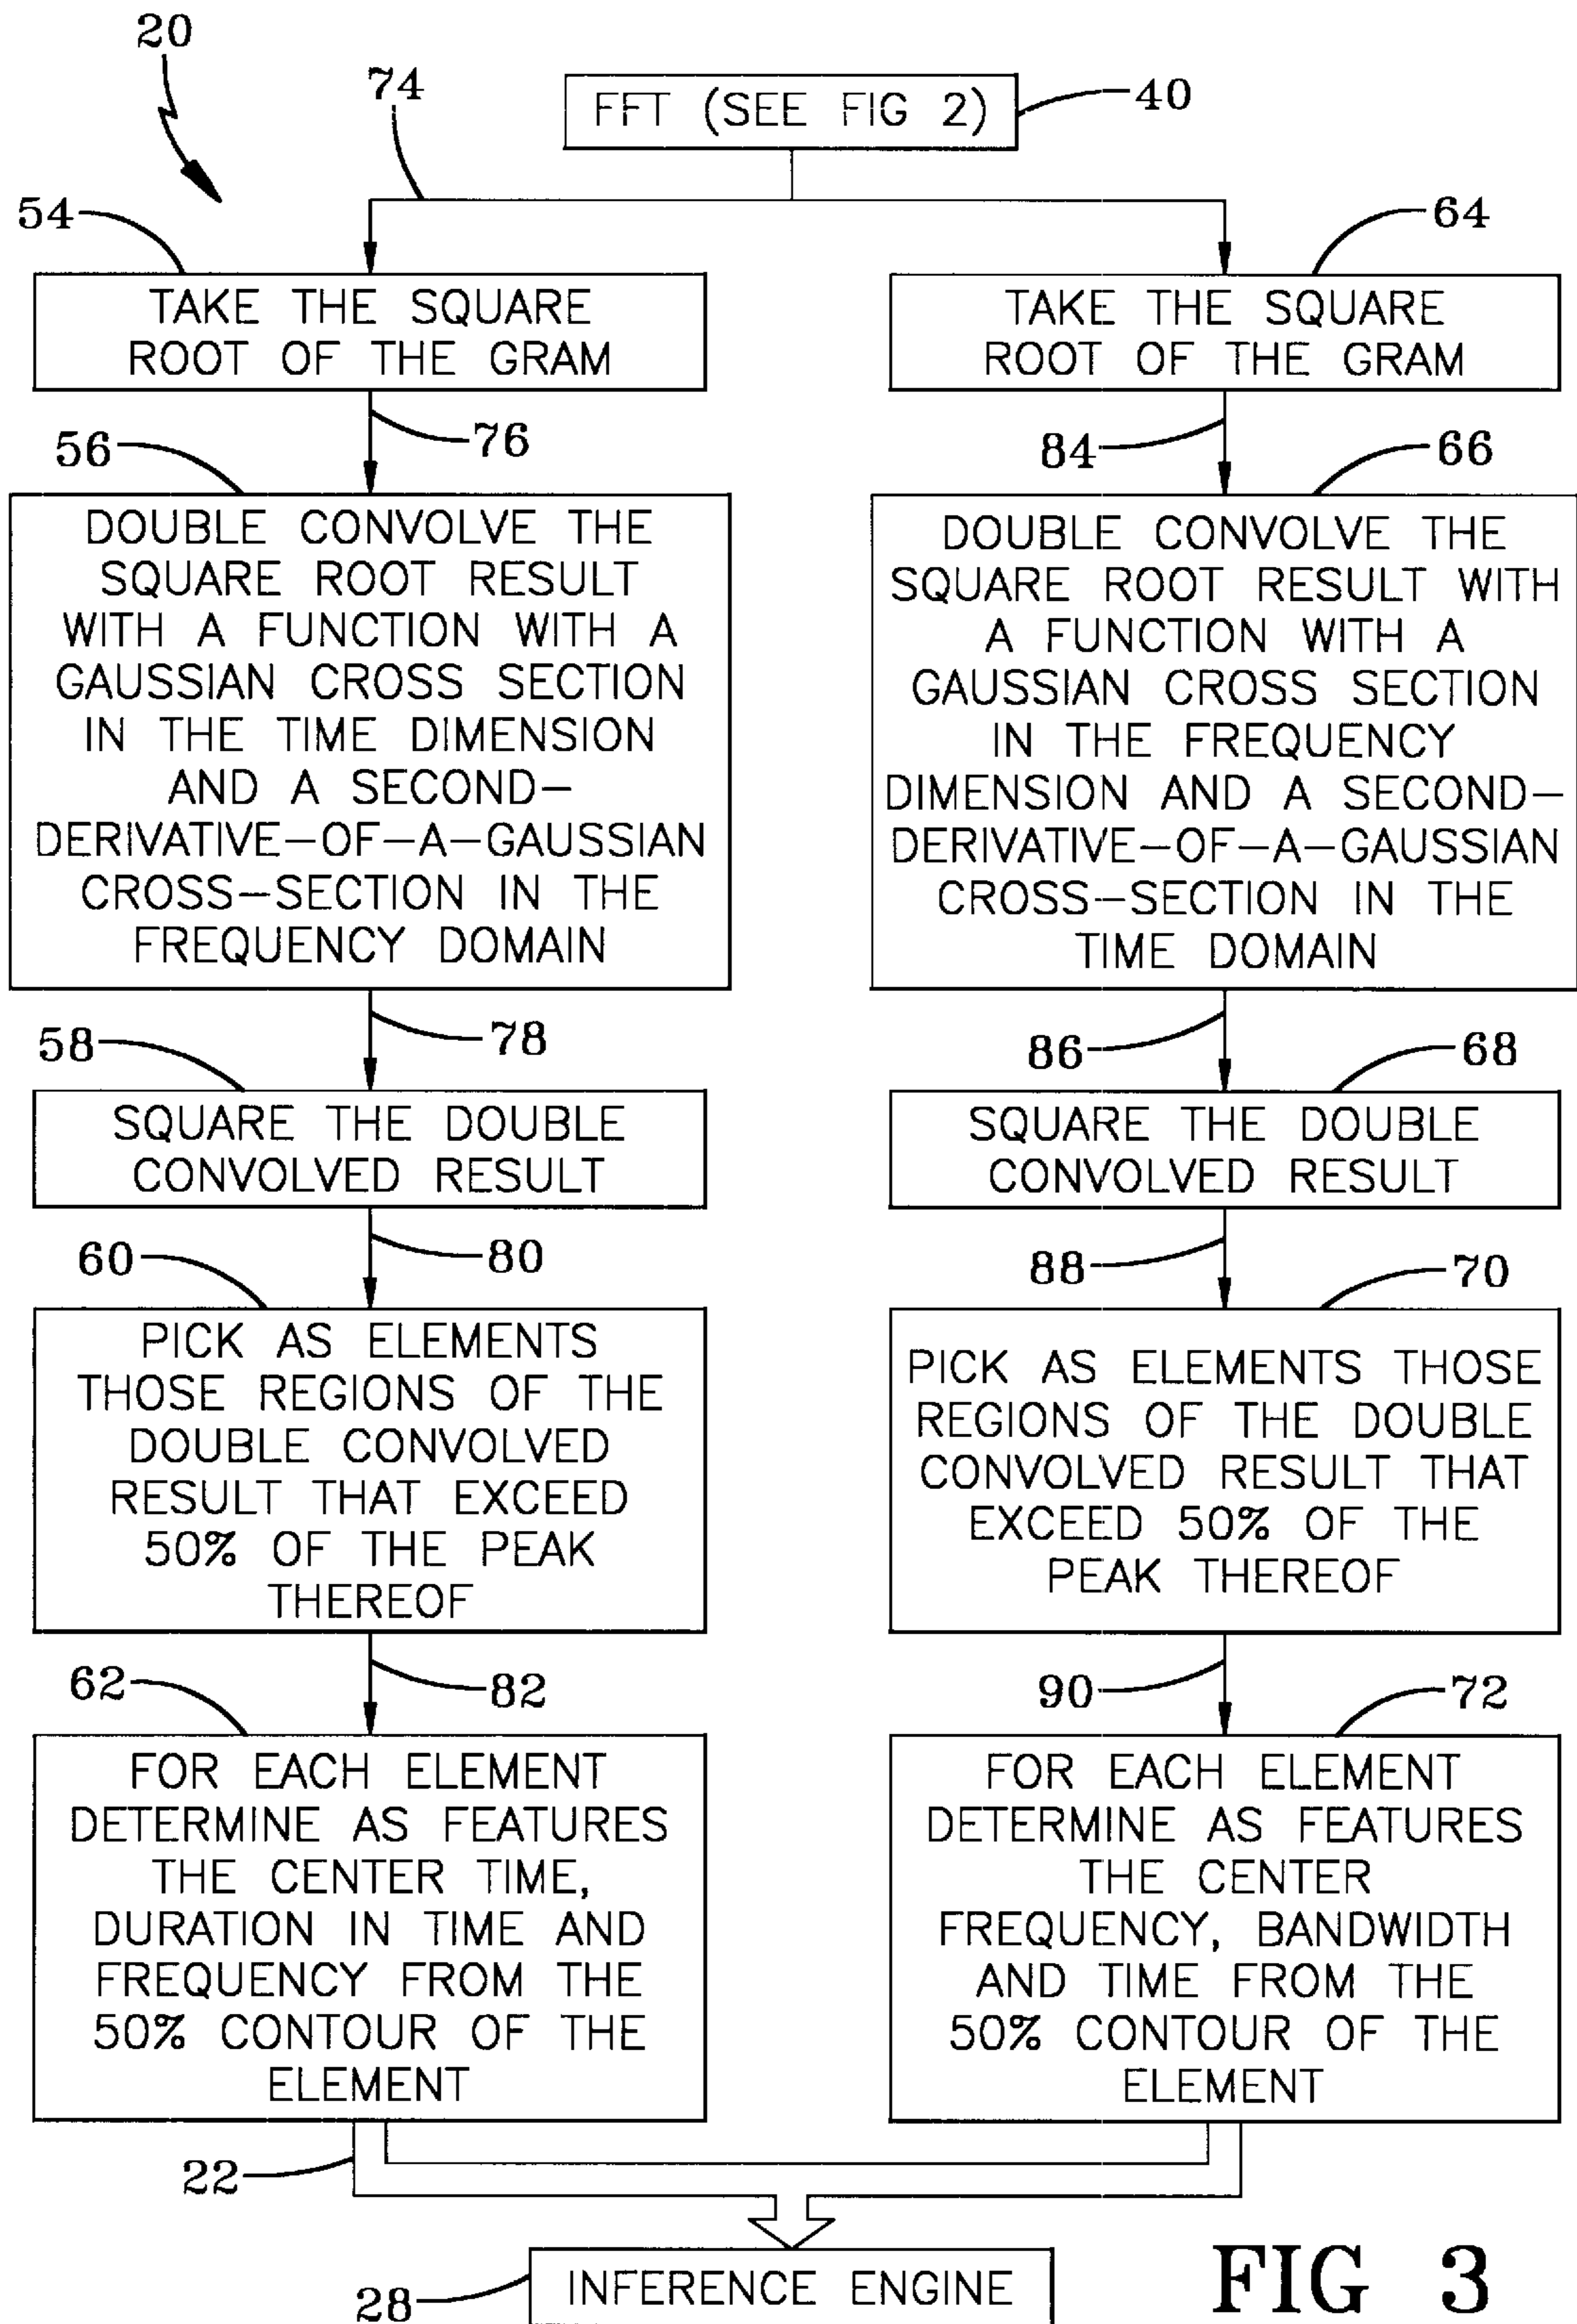 20
74
FFT (SEE FIG 2)
40
54
64
TAKE THE SQUARE
ROOT OF THE GRAM
TAKE THE SQUARE
ROOT OF THE GRAM
76
84
56
66
DOUBLE CONVOLVE THE
SQUARE ROOT RESULT
WITH A FUNCTION WITH A
GAUSSIAN CROSS SECTION
IN THE TIME DIMENSION
AND A SECOND-
DERIVATIVE-OF-A-GAUSSIAN
CROSS-SECTION IN THE
FREQUENCY DOMAIN
DOUBLE CONVOLVE THE
SQUARE ROOT RESULT WITH
A FUNCTION WITH A
GAUSSIAN CROSS SECTION
IN THE FREQUENCY
DIMENSION AND A SECOND-
DERIVATIVE-OF-A-GAUSSIAN
CROSS-SECTION IN THE
TIME DOMAIN
78
86
58
68
SQUARE THE DOUBLE
CONVOLVED RESULT
SQUARE THE DOUBLE
CONVOLVED RESULT
80
88
60
70
PICK AS ELEMENTS
THOSE REGIONS OF THE
DOUBLE CONVOLVED
RESULT THAT EXCEED
50% OF THE PEAK
THEREOF
PICK AS ELEMENTS THOSE
REGIONS OF THE DOUBLE
CONVOLVED RESULT THAT
EXCEED 50% OF THE
PEAK THEREOF
82
90
62
72
FOR EACH ELEMENT
DETERMINE AS FEATURES
THE CENTER TIME,
DURATION IN TIME AND
FREQUENCY FROM THE
50% CONTOUR OF THE
ELEMENT
FOR EACH ELEMENT
DETERMINE AS FEATURES
THE CENTER
FREQUENCY, BANDWIDTH
AND TIME FROM THE
50% CONTOUR OF THE
ELEMENT
22
28
INFERENCE ENGINE
FIG 3